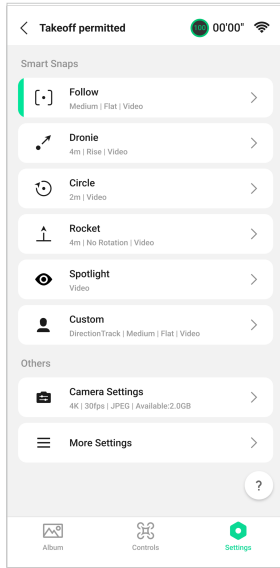 Takeoff permitted
100 00'00"
Smart Snaps
Follow
Medium | Flat | Video
Dronie
4m | Rise | Video
Circle
2m | Video
Rocket
4m | No Rotation | Video
Spotlight
Video
Custom
DirectionTrack | Medium | Flat | Video
Others
Camera Settings
4K | 30fps | JPEG | Available:2.0GB
More Settings
?
Album
Controls
Settings